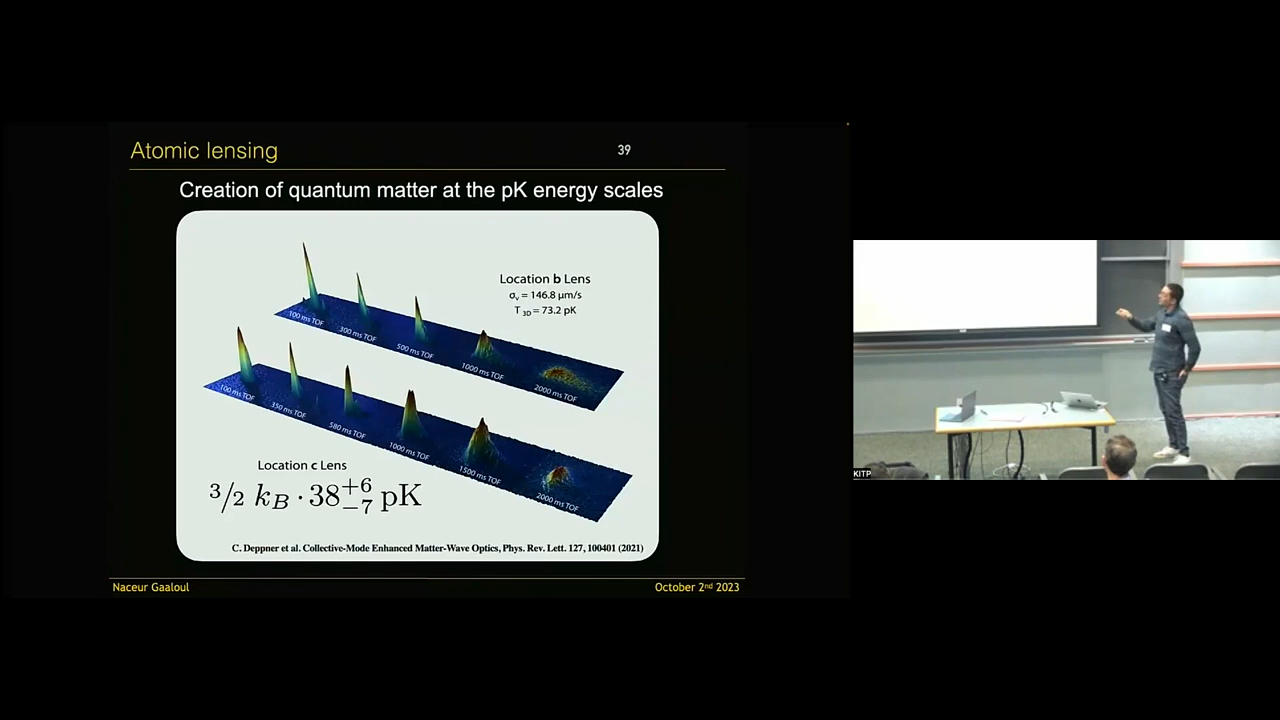 Atomic lensing
39
Creation of quantum matter at the pK energy scales
Location b Lens
σᵥ = 146.8 μm/s
T 3D = 73.2 pK
100 ms TOF
300 ms TOF
500 ms TOF
1000 ms TOF
2000 ms TOF
100 ms TOF
350 ms TOF
580 ms TOF
1000 ms TOF
1500 ms TOF
2000 ms TOF
Location c Lens
3/2 k_B · 38^{+6}_{−7} pK
C. Deppner et al. Collective-Mode Enhanced Matter-Wave Optics, Phys. Rev. Lett. 127, 100401 (2021)
Naceur Gaaloul
October 2nd 2023
KITP